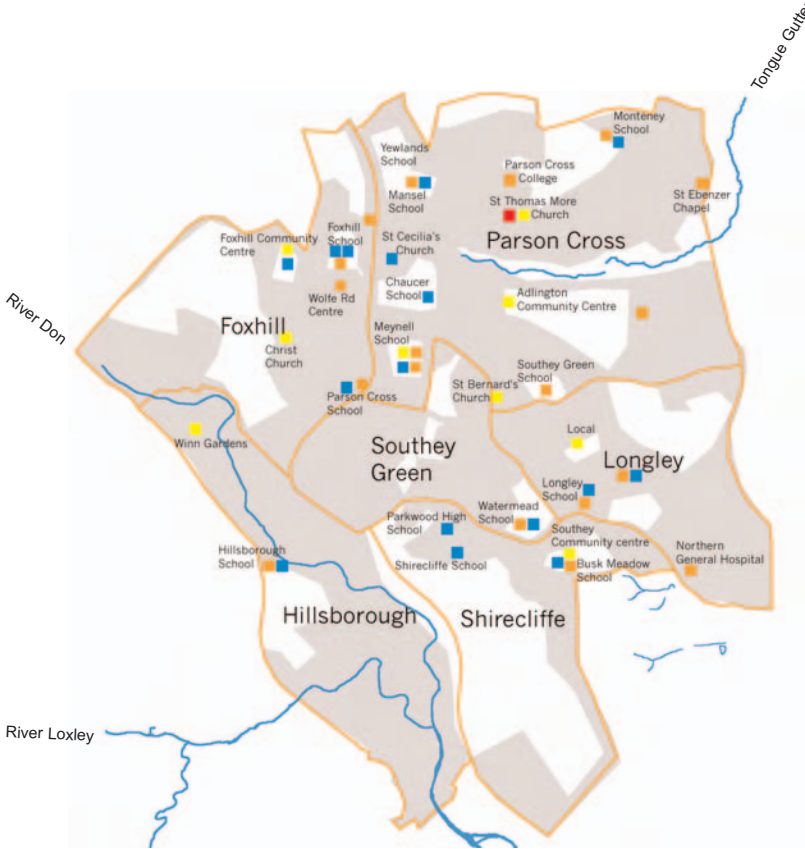 Tongue Gutter
Monteney
School
Yewlands
School
Parson Cross
College
Mansel
School
St Thomas More
Church
St Ebenzer
Chapel
Foxhill Community
Centre
Foxhill
School
St Cecilia's
Church
Parson Cross
Chaucer
School
Wolfe Rd
Centre
Adlington
Community Centre
River Don
Foxhill
Christ
Church
Meynell
School
Southey Green
School
St Bernard's
Church
Parson Cross
School
Local
Winn Gardens
Southey
Green
Longley
Longley
School
Watermead
School
Parkwood High
School
Southey
Community centre
Hillsborough
School
Shirecliffe School
Busk Meadow
School
Northern
General Hospital
Hillsborough
Shirecliffe
River Loxley